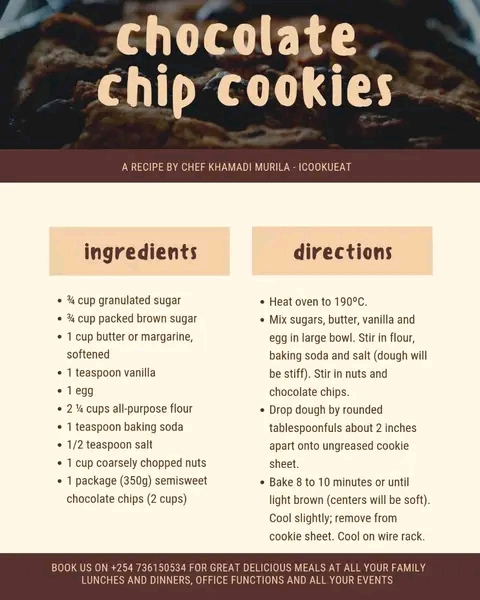 chocolate
chip cookies
A RECIPE BY CHEF KHAMADI MURILA - ICOOKUEAT
ingredients
• ¾ cup granulated sugar
• ¾ cup packed brown sugar
• 1 cup butter or margarine,
softened
• 1 teaspoon vanilla
• 1 egg
• 2 ¼ cups all-purpose flour
• 1 teaspoon baking soda
• 1/2 teaspoon salt
• 1 cup coarsely chopped nuts
• 1 package (350g) semisweet
chocolate chips (2 cups)
directions
• Heat oven to 190ºC.
• Mix sugars, butter, vanilla and
egg in large bowl. Stir in flour,
baking soda and salt (dough will
be stiff). Stir in nuts and
chocolate chips.
• Drop dough by rounded
tablespoonfuls about 2 inches
apart onto ungreased cookie
sheet.
• Bake 8 to 10 minutes or until
light brown (centers will be soft).
Cool slightly; remove from
cookie sheet. Cool on wire rack.
BOOK US ON +254 736150534 FOR GREAT DELICIOUS MEALS AT ALL YOUR FAMILY
LUNCHES AND DINNERS, OFFICE FUNCTIONS AND ALL YOUR EVENTS